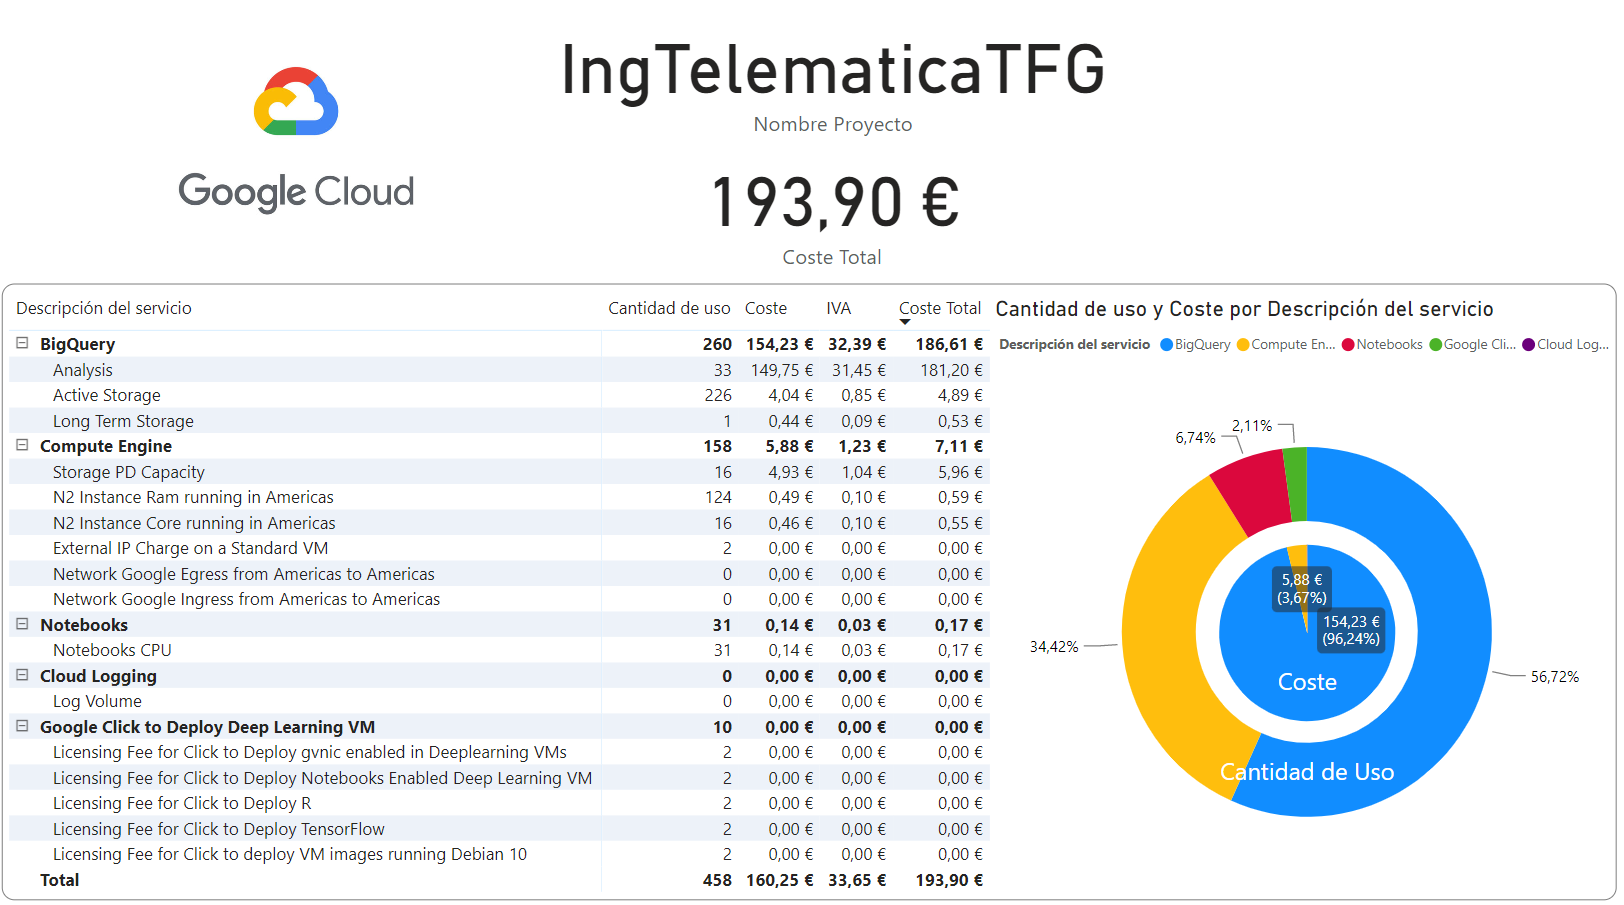 IngTelematicaTFG
Nombre Proyecto
Google Cloud
193,90 €
Coste Total
Descripción del servicio Cantidad de uso Coste IVA Coste Total
BigQuery 260 154,23 € 32,39 € 186,61 €
Analysis 33 149,75 € 31,45 € 181,20 €
Active Storage 226 4,04 € 0,85 € 4,89 €
Long Term Storage 1 0,44 € 0,09 € 0,53 €
Compute Engine 158 5,88 € 1,23 € 7,11 €
Storage PD Capacity 16 4,93 € 1,04 € 5,96 €
N2 Instance Ram running in Americas 124 0,49 € 0,10 € 0,59 €
N2 Instance Core running in Americas 16 0,46 € 0,10 € 0,55 €
External IP Charge on a Standard VM 2 0,00 € 0,00 € 0,00 €
Network Google Egress from Americas to Americas 0 0,00 € 0,00 € 0,00 €
Network Google Ingress from Americas to Americas 0 0,00 € 0,00 € 0,00 €
Notebooks 31 0,14 € 0,03 € 0,17 €
Notebooks CPU 31 0,14 € 0,03 € 0,17 €
Cloud Logging 0 0,00 € 0,00 € 0,00 €
Log Volume 0 0,00 € 0,00 € 0,00 €
Google Click to Deploy Deep Learning VM 10 0,00 € 0,00 € 0,00 €
Licensing Fee for Click to Deploy gvnic enabled in Deeplearning VMs 2 0,00 € 0,00 € 0,00 €
Licensing Fee for Click to Deploy Notebooks Enabled Deep Learning VM 2 0,00 € 0,00 € 0,00 €
Licensing Fee for Click to Deploy R 2 0,00 € 0,00 € 0,00 €
Licensing Fee for Click to Deploy TensorFlow 2 0,00 € 0,00 € 0,00 €
Licensing Fee for Click to deploy VM images running Debian 10 2 0,00 € 0,00 € 0,00 €
Total 458 160,25 € 33,65 € 193,90 €
Cantidad de uso y Coste por Descripción del servicio
Descripción del servicio BigQuery Compute En... Notebooks Google Cli... Cloud Log...
2,11%
6,74%
5,88 €
(3,67%)
154,23 €
(96,24%)
34,42%
56,72%
Coste
Cantidad de Uso